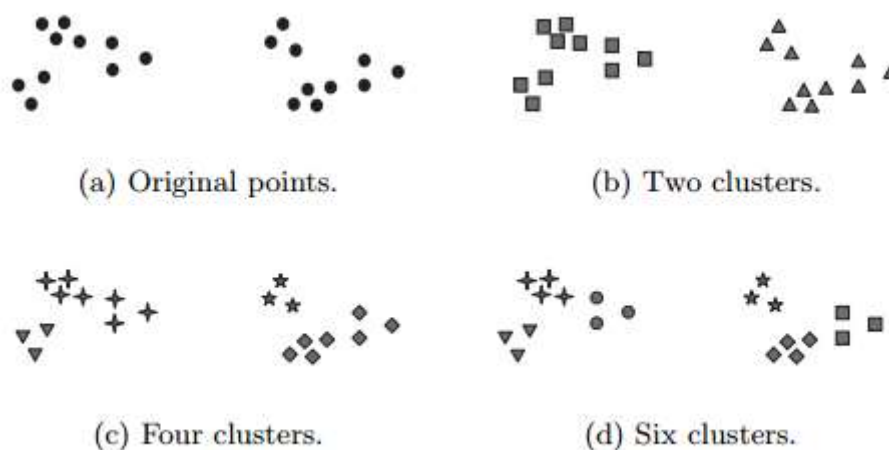 (a) Original points.
(b) Two clusters.
(c) Four clusters.
(d) Six clusters.